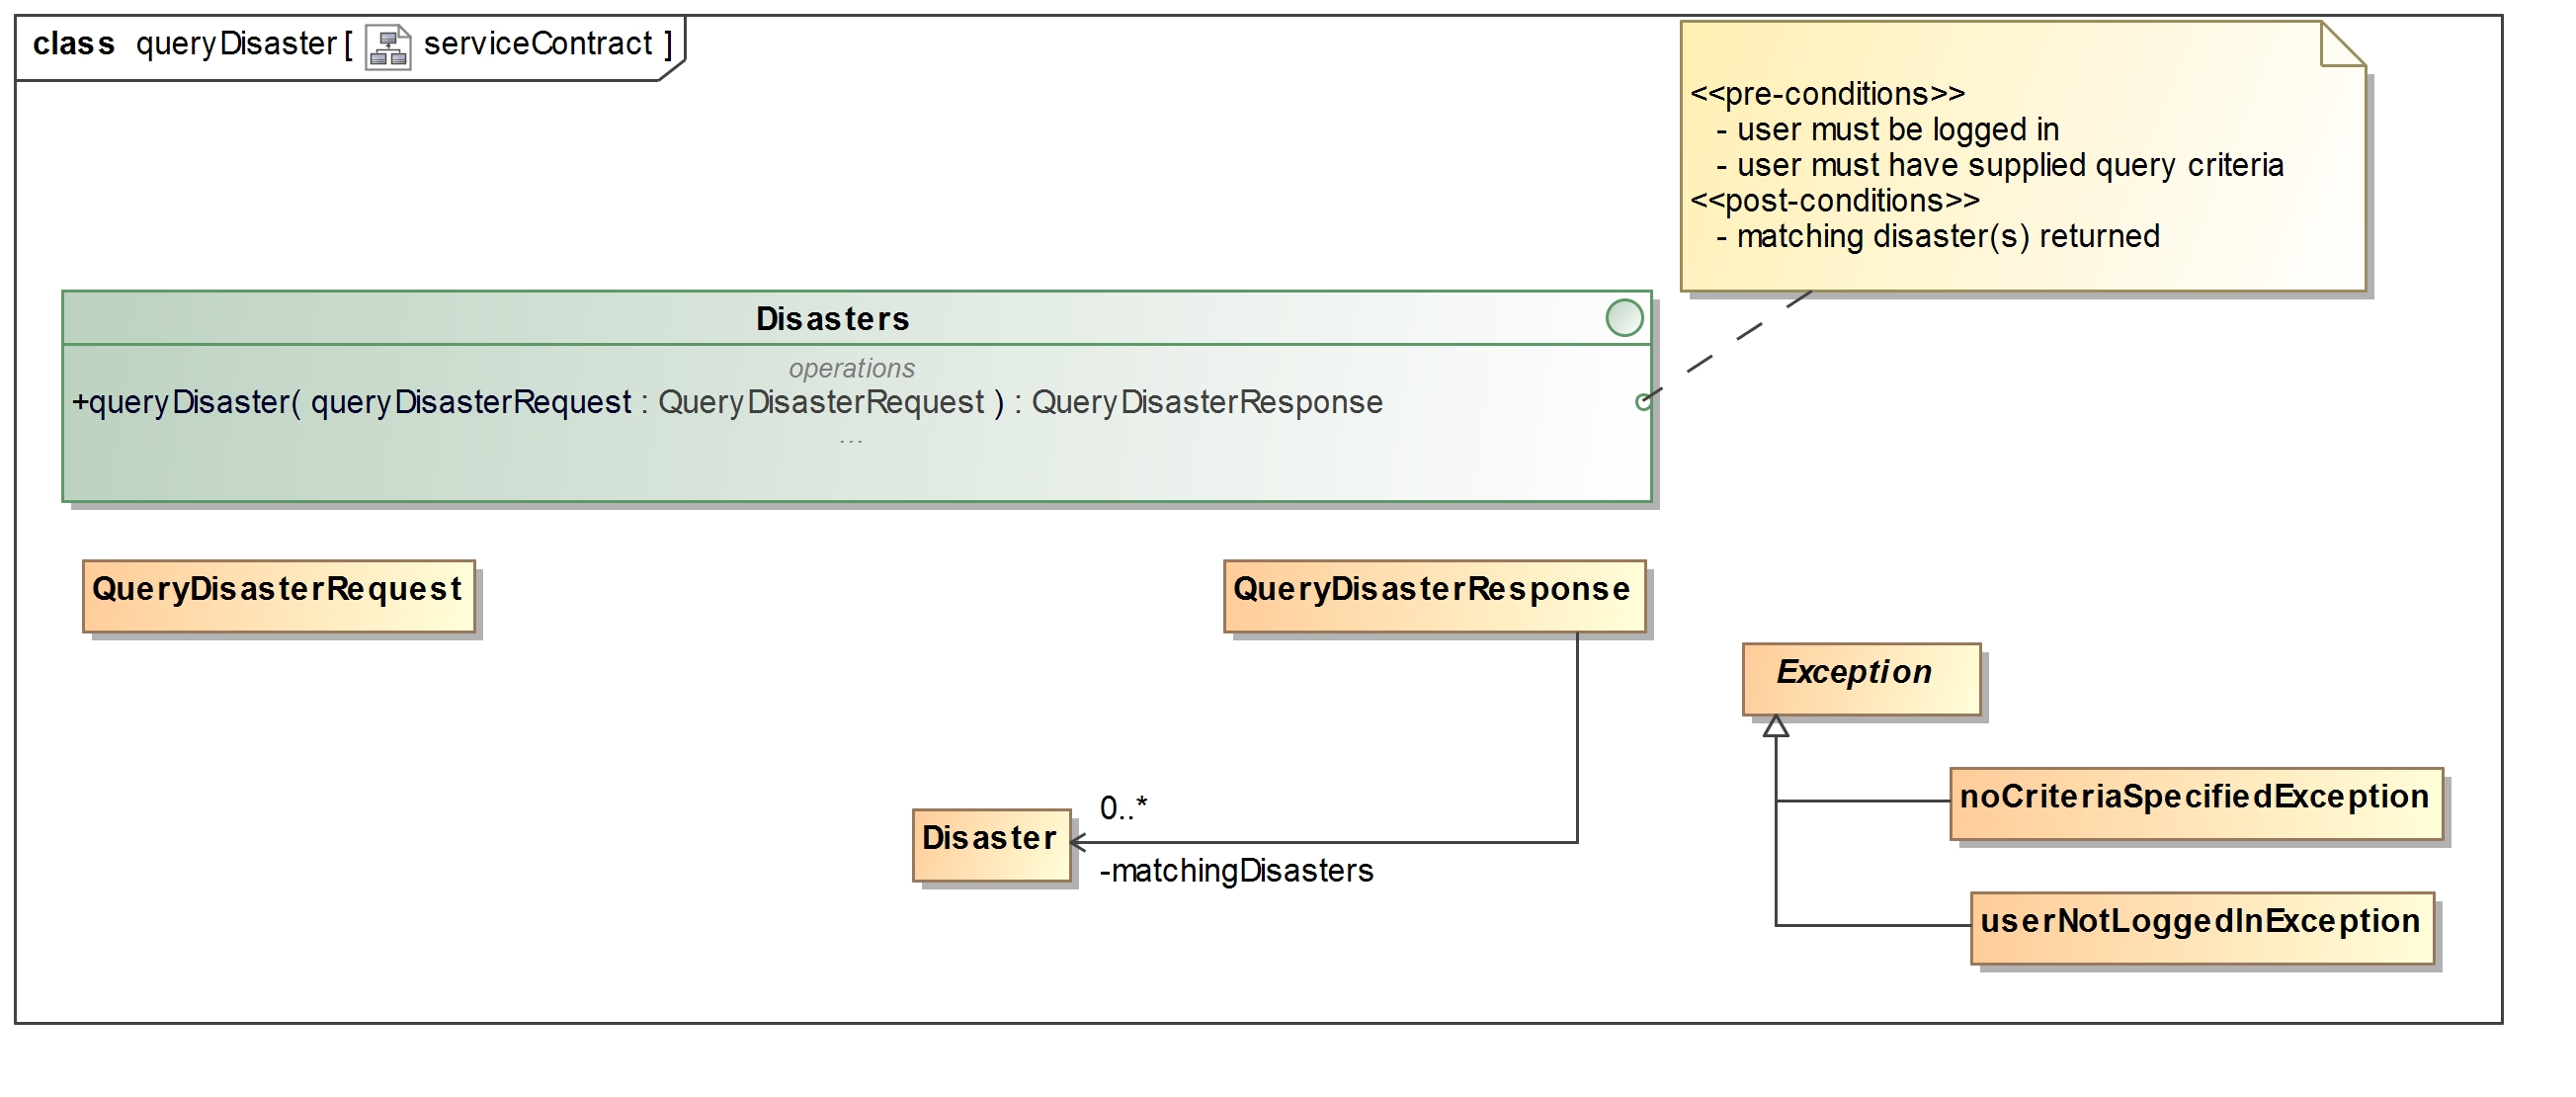 class queryDisaster [ serviceContract ]
<<pre-conditions>>
- user must be logged in
- user must have supplied query criteria
<<post-conditions>>
- matching disaster(s) returned
Disasters
operations
+queryDisaster( queryDisasterRequest : QueryDisasterRequest ) : QueryDisasterResponse
...
QueryDisasterRequest
QueryDisasterResponse
Exception
noCriteriaSpecifiedException
0..*
Disaster
-matchingDisasters
userNotLoggedInException